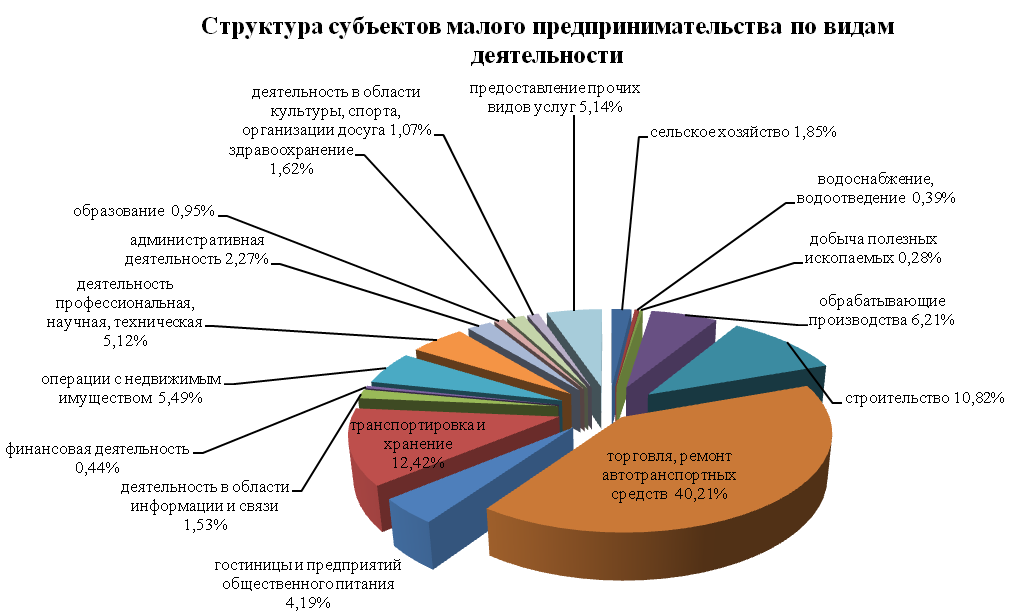 Структура субъектов малого предпринимательства по видам
деятельности
предоставление прочих
видов услуг 5,14%
сельское хозяйство 1,85%
водоснабжение,
водоотведение 0,39%
добыча полезных
ископаемых 0,28%
обрабатывающие
производства 6,21%
строительство 10,82%
торговля, ремонт
автотранспортных
средств 40,21%
гостиницы и предприятий
общественного питания
4,19%
транспортировка и
хранение
12,42%
деятельность в области
информации и связи
1,53%
финансовая деятельность
0,44%
операции с недвижимым
имуществом 5,49%
деятельность
профессиональная,
научная, техническая
5,12%
административная
деятельность 2,27%
образование 0,95%
здравоохранение
1,62%
деятельность в области
культуры, спорта,
организации досуга 1,07%